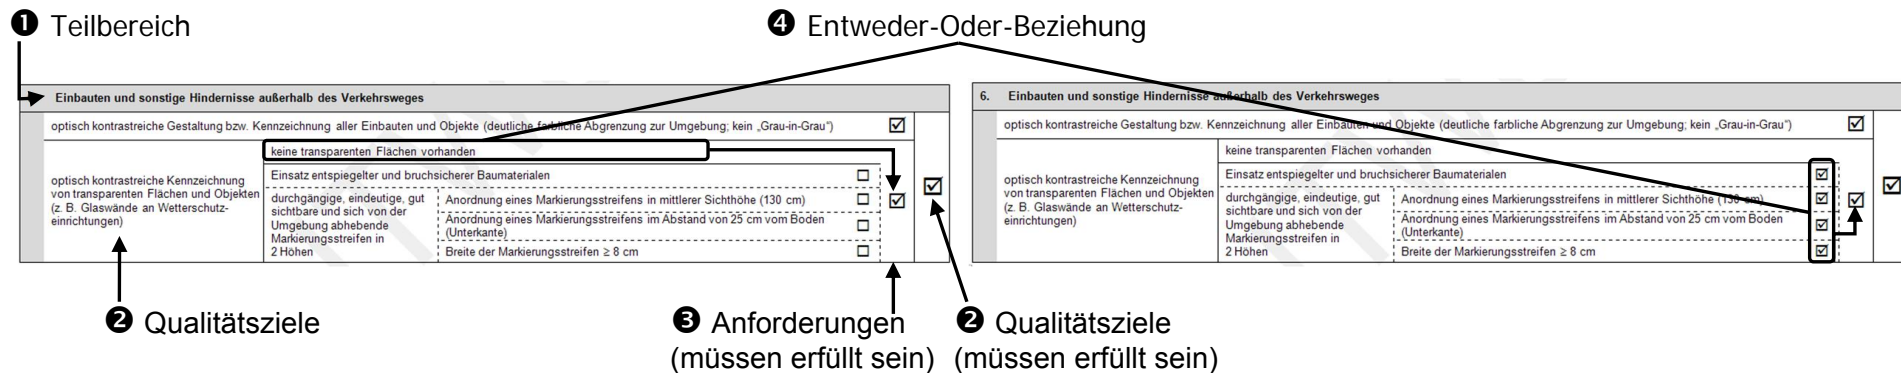 ❶ Teilbereich
❹ Entweder-Oder-Beziehung
Einbauten und sonstige Hindernisse außerhalb des Verkehrsweges
optisch kontrastreiche Gestaltung bzw. Kennzeichnung aller Einbauten und Objekte (deutliche farbliche Abgrenzung zur Umgebung; kein „Grau-in-Grau“)
optisch kontrastreiche Kennzeichnung
von transparenten Flächen und Objekten
(z. B. Glaswände an Wetterschutz-
einrichtungen)
keine transparenten Flächen vorhanden
Einsatz entspiegelter und bruchsicherer Baumaterialen
durchgängige, eindeutige, gut
sichtbare und sich von der
Umgebung abhebende
Markierungsstreifen in
2 Höhen
Anordnung eines Markierungsstreifens in mittlerer Sichthöhe (130 cm)
Anordnung eines Markierungsstreifens im Abstand von 25 cm vom Boden
(Unterkante)
Breite der Markierungsstreifen ≥ 8 cm
6. Einbauten und sonstige Hindernisse außerhalb des Verkehrsweges
optisch kontrastreiche Gestaltung bzw. Kennzeichnung aller Einbauten und Objekte (deutliche farbliche Abgrenzung zur Umgebung; kein „Grau-in-Grau“)
optisch kontrastreiche Kennzeichnung
von transparenten Flächen und Objekten
(z. B. Glaswände an Wetterschutz-
einrichtungen)
keine transparenten Flächen vorhanden
Einsatz entspiegelter und bruchsicherer Baumaterialen
durchgängige, eindeutige, gut
sichtbare und sich von der
Umgebung abhebende
Markierungsstreifen in
2 Höhen
Anordnung eines Markierungsstreifens in mittlerer Sichthöhe (130 cm)
Anordnung eines Markierungsstreifens im Abstand von 25 cm vom Boden
(Unterkante)
Breite der Markierungsstreifen ≥ 8 cm
❷ Qualitätsziele
❸ Anforderungen
(müssen erfüllt sein)
❷ Qualitätsziele
(müssen erfüllt sein)